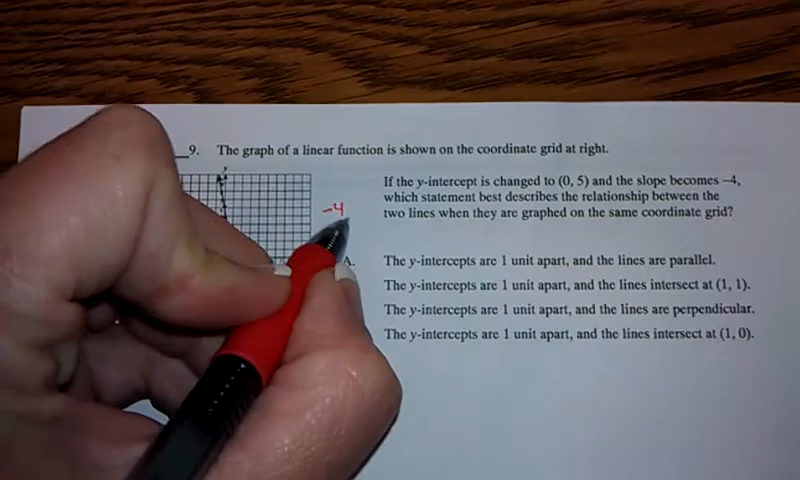 9. The graph of a linear function is shown on the coordinate grid at right.
If the y-intercept is changed to (0, 5) and the slope becomes –4,
which statement best describes the relationship between the
two lines when they are graphed on the same coordinate grid?
-4
A. The y-intercepts are 1 unit apart, and the lines are parallel.
The y-intercepts are 1 unit apart, and the lines intersect at (1, 1).
The y-intercepts are 1 unit apart, and the lines are perpendicular.
The y-intercepts are 1 unit apart, and the lines intersect at (1, 0).